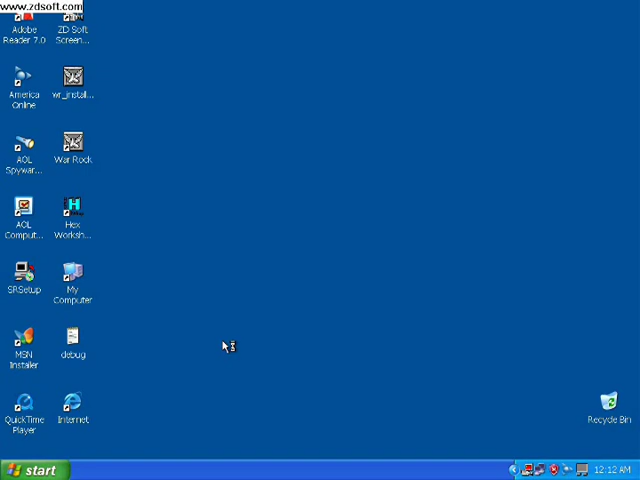 www.zdsoft.com
Adobe
Reader 7.0
ZD Soft
Screen...
America
Online
wr_install...
AOL
Spywar...
War Rock
AOL
Comput...
Hex
Worksh...
SRSetup
My
Computer
MSN
Installer
debug
QuickTime
Player
Internet
Recycle Bin
start
12:12 AM